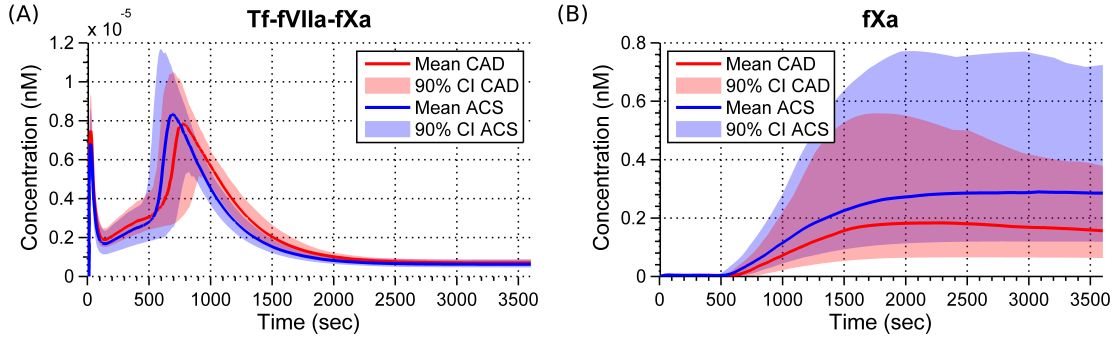 (A)
Tf-fVIIa-fXa
x 10^-5
Concentration (nM)
1.2
1
0.8
0.6
0.4
0.2
0
0 500 1000 1500 2000 2500 3000 3500
Time (sec)
Mean CAD
90% CI CAD
Mean ACS
90% CI ACS
(B)
fXa
Concentration (nM)
0.8
0.6
0.4
0.2
0
0 500 1000 1500 2000 2500 3000 3500
Time (sec)
Mean CAD
90% CI CAD
Mean ACS
90% CI ACS